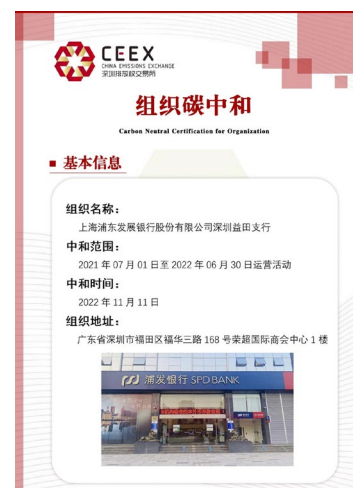 CEEX
CHINA EMISSIONS EXCHANGE
深圳排放权交易所
组织碳中和
Carbon Neutral Certification for Organization
基本信息
组织名称：
上海浦东发展银行股份有限公司深圳益田支行
中和范围：
2021 年 07 月 01 日至 2022 年 06 月 30 日运营活动
中和时间：
2022 年 11 月 11 日
组织地址：
广东省深圳市福田区福华三路 168 号荣超国际商会中心 1 楼
浦发银行 SPD BANK